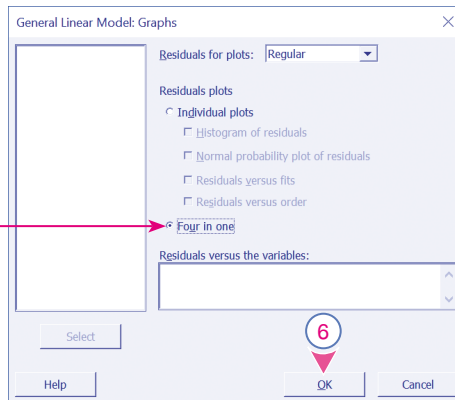 General Linear Model: Graphs
Residuals for plots: Regular
Residuals plots
Individual plots
Histogram of residuals
Normal probability plot of residuals
Residuals versus fits
Residuals versus order
Four in one
Residuals versus the variables:
Select
6
Help
OK
Cancel